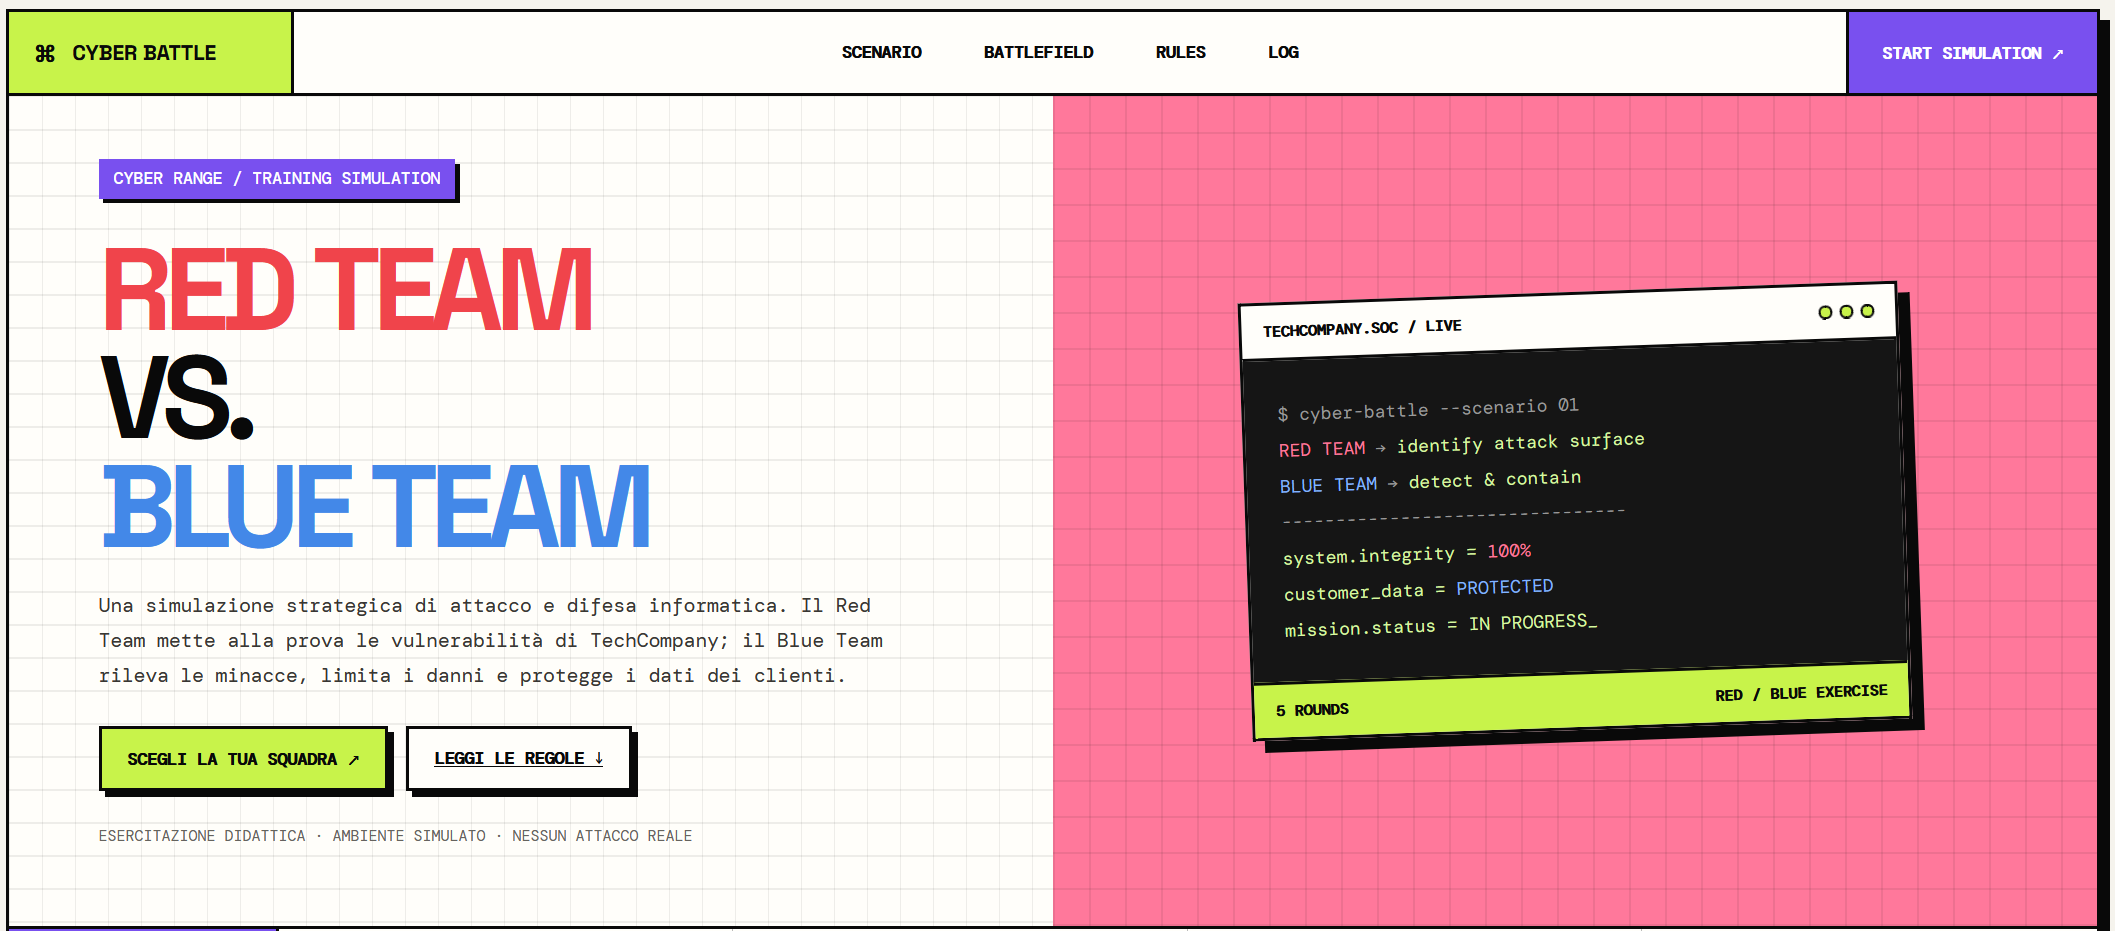 ⌘ CYBER BATTLE
SCENARIO BATTLEFIELD RULES LOG
START SIMULATION ↗
CYBER RANGE / TRAINING SIMULATION
RED TEAM
VS.
BLUE TEAM
Una simulazione strategica di attacco e difesa informatica. Il Red
Team mette alla prova le vulnerabilità di TechCompany; il Blue Team
rileva le minacce, limita i danni e protegge i dati dei clienti.
SCEGLI LA TUA SQUADRA ↗
LEGGI LE REGOLE ↓
ESERCITAZIONE DIDATTICA · AMBIENTE SIMULATO · NESSUN ATTACCO REALE
TECHCOMPANY.SOC / LIVE
$ cyber-battle --scenario 01
RED TEAM → identify attack surface
BLUE TEAM → detect & contain
--------------------------------
system.integrity = 100%
customer_data = PROTECTED
mission.status = IN PROGRESS_
5 ROUNDS
RED / BLUE EXERCISE